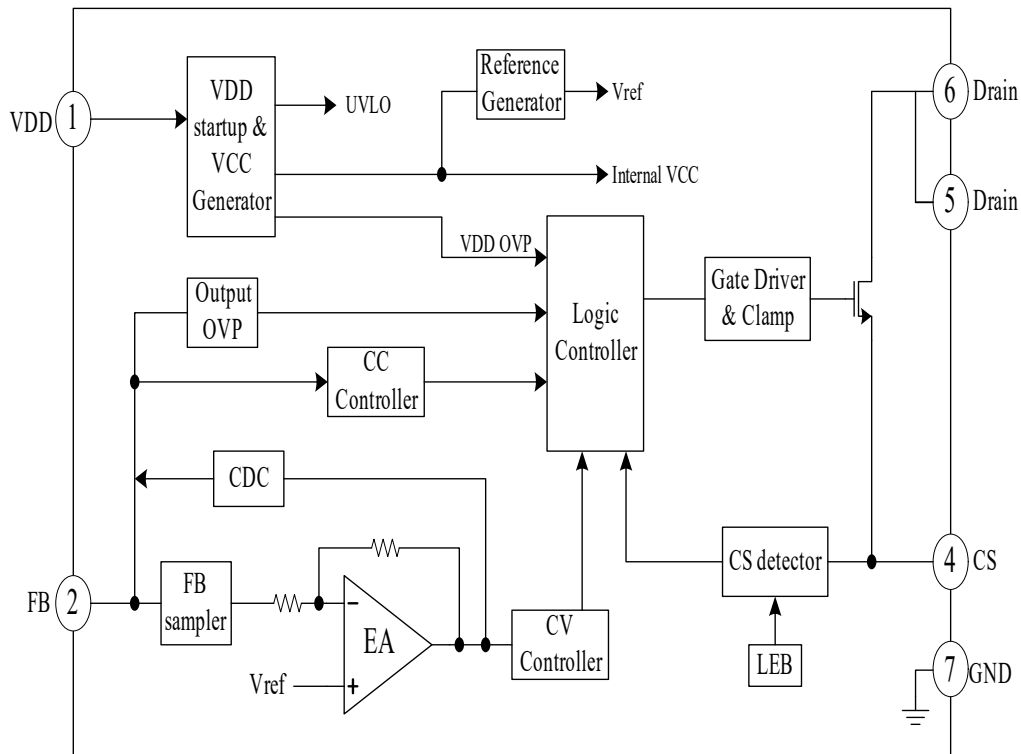 VDD
1
VDD
startup &
VCC
Generator
UVLO
Reference
Generator
Vref
Internal VCC
VDD OVP
6
Drain
5
Drain
Output
OVP
CC
Controller
Logic
Controller
Gate Driver
& Clamp
CDC
FB
2
FB
sampler
−
EA
Vref
+
CV
Controller
CS detector
LEB
4
CS
7
GND